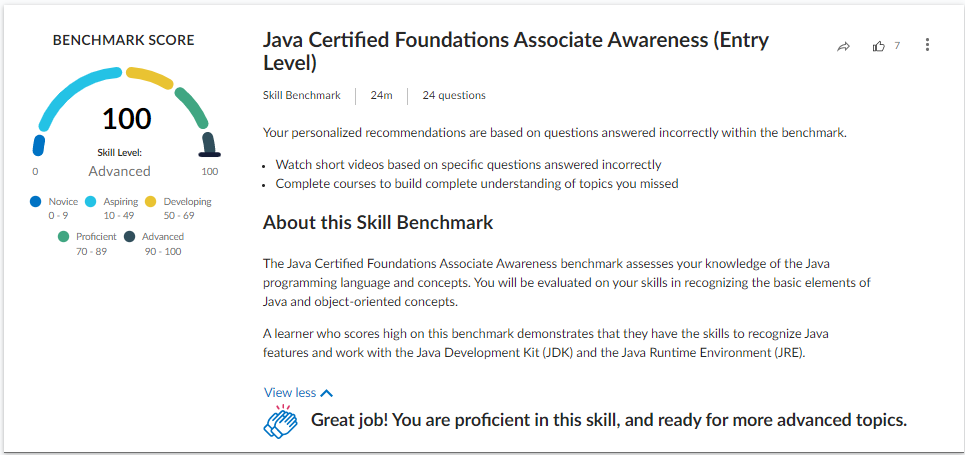 BENCHMARK SCORE
100
Skill Level:
Advanced
0
100
Novice
0 - 9
Aspiring
10 - 49
Developing
50 - 69
Proficient
70 - 89
Advanced
90 - 100
Java Certified Foundations Associate Awareness (Entry
Level)
7
Skill Benchmark
24m
24 questions
Your personalized recommendations are based on questions answered incorrectly within the benchmark.
• Watch short videos based on specific questions answered incorrectly
• Complete courses to build complete understanding of topics you missed
About this Skill Benchmark
The Java Certified Foundations Associate Awareness benchmark assesses your knowledge of the Java
programming language and concepts. You will be evaluated on your skills in recognizing the basic elements of
Java and object-oriented concepts.
A learner who scores high on this benchmark demonstrates that they have the skills to recognize Java
features and work with the Java Development Kit (JDK) and the Java Runtime Environment (JRE).
View less
Great job! You are proficient in this skill, and ready for more advanced topics.